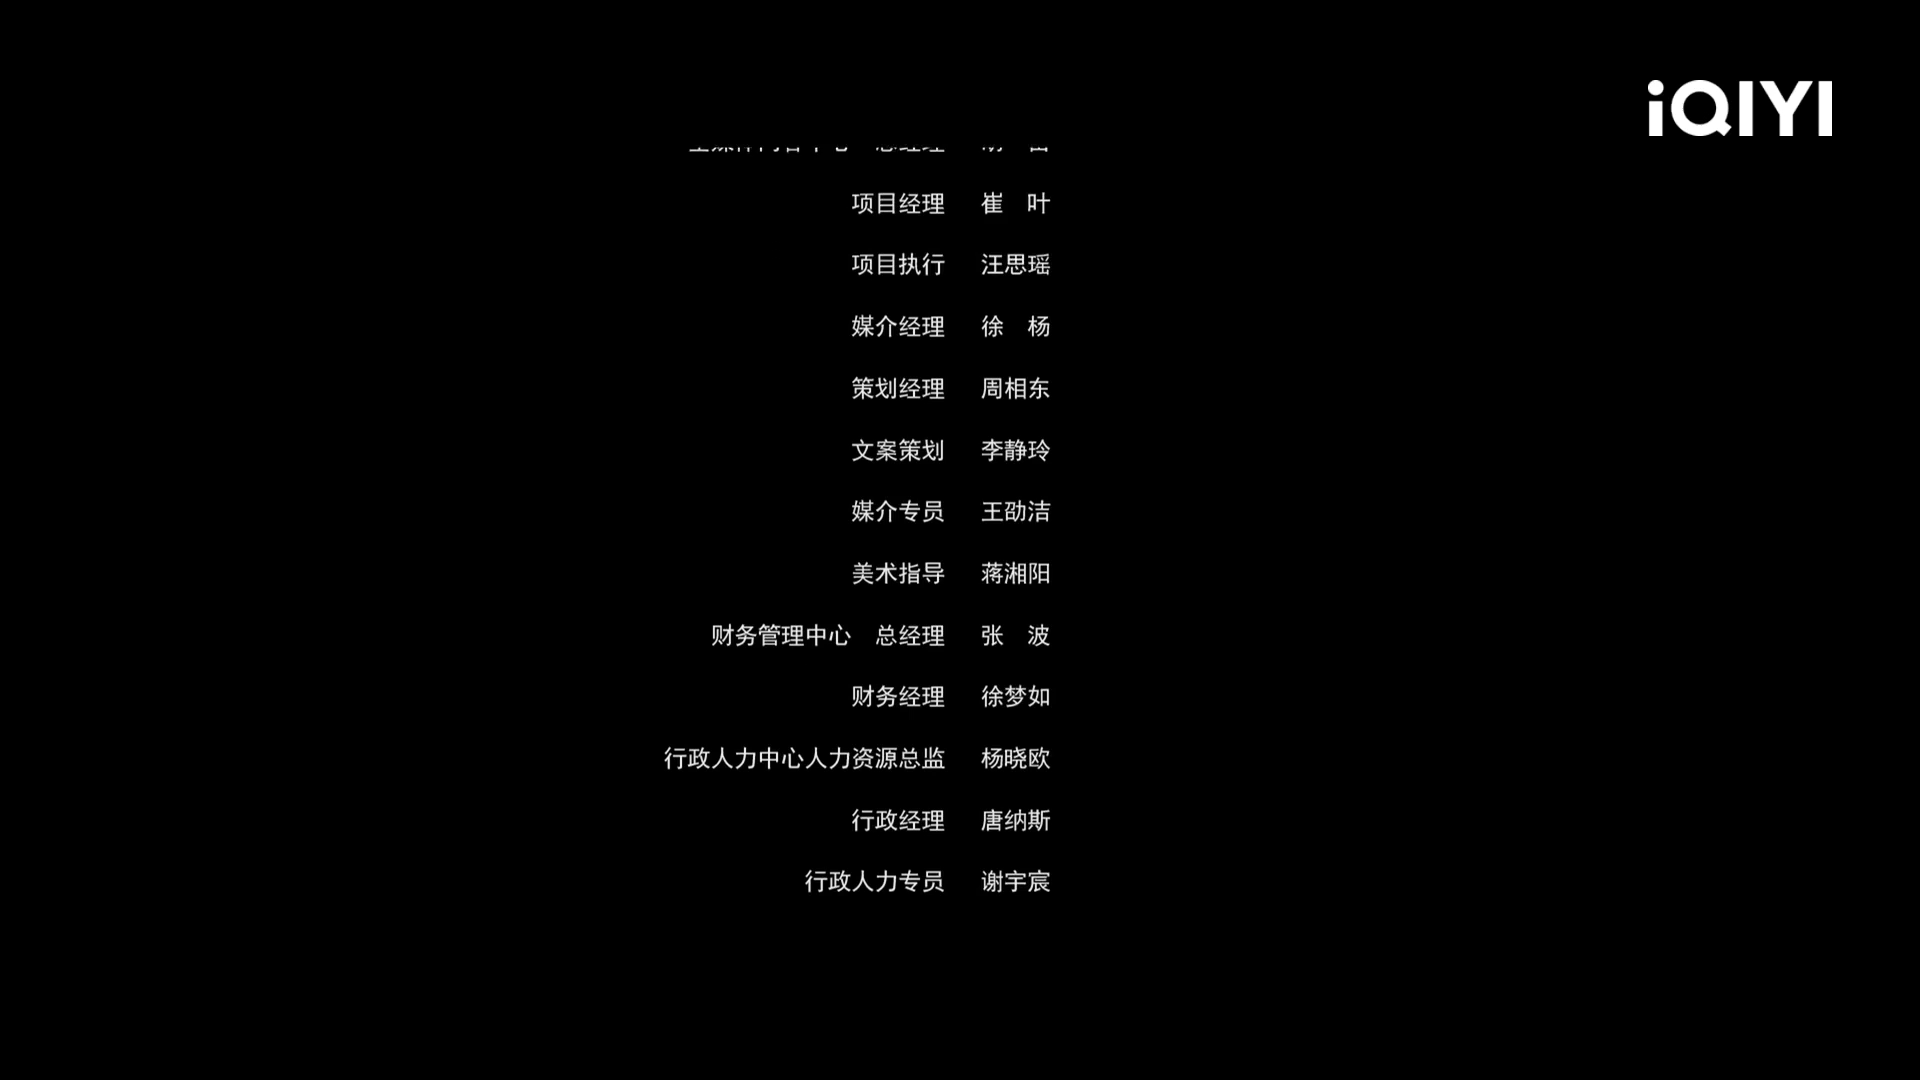 iQIYI
项目经理 崔 叶
项目执行 汪思瑶
媒介经理 徐 杨
策划经理 周相东
文案策划 李静玲
媒介专员 王劭洁
美术指导 蒋湘阳
财务管理中心 总经理 张 波
财务经理 徐梦如
行政人力中心人力资源总监 杨晓欧
行政经理 唐纳斯
行政人力专员 谢宇宸